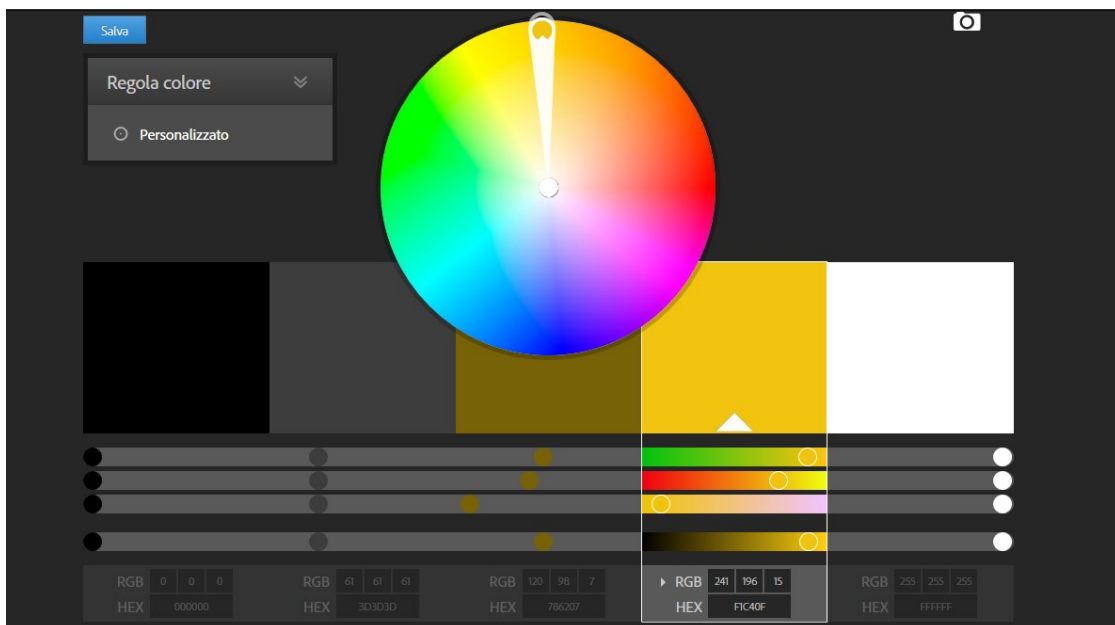 Salva
Regola colore
Personalizzato
RGB 0 0 0 RGB 61 61 61 RGB 120 98 7 RGB 241 196 15 RGB 255 255 255
HEX 000000 HEX 3D3D3D HEX 786207 HEX F1C40F HEX FFFFFF